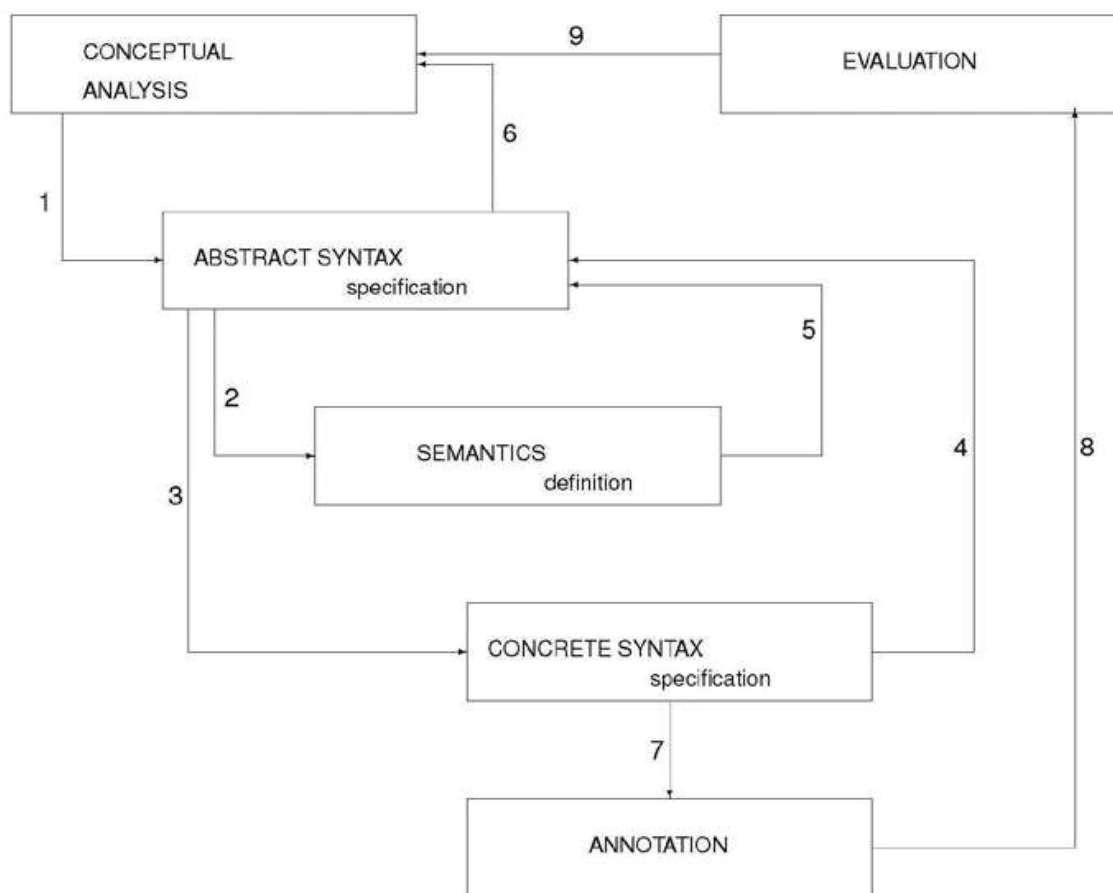 CONCEPTUAL
ANALYSIS
9
EVALUATION
6
1
ABSTRACT SYNTAX
specification
5
2
SEMANTICS
definition
4
8
3
CONCRETE SYNTAX
specification
7
ANNOTATION